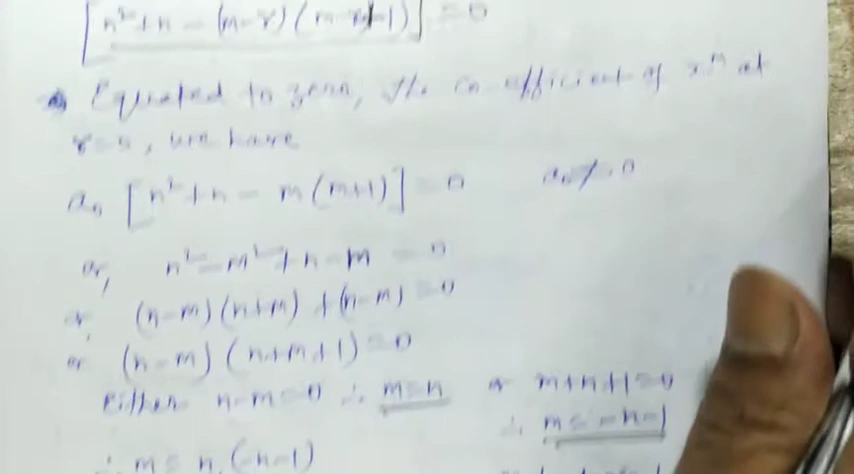 [n²+n - (m-r)(m-r+1)] = 0
Equated to zero, the co-efficient of x^m at
r=0, we have
a₀ [n²+n - m(m+1)] = 0 a₀ ≠ 0
or, n² - m² + n - m = 0
or, (n-m)(n+m) + (n-m) = 0
or (n-m)(n+m+1) = 0
Either n-m=0 ∴ m=n or m+n+1=0
∴ m = -n-1
∴ m = n, (-n-1)